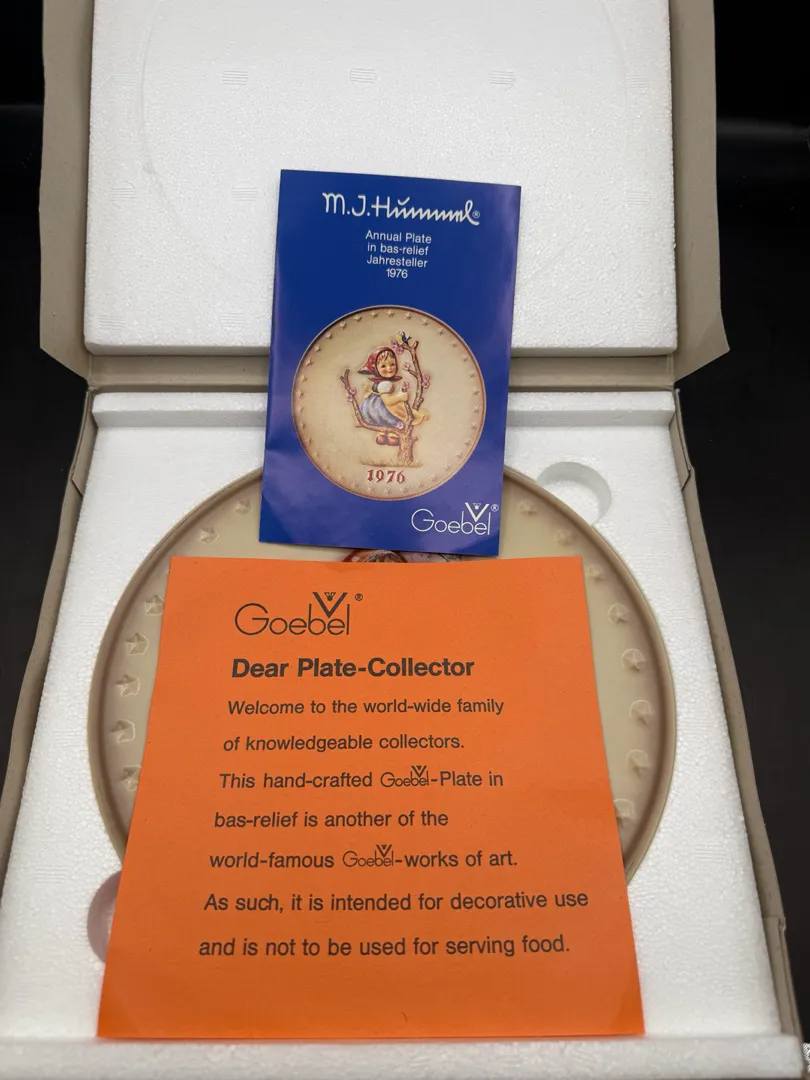 M.J.Hümmel®
Annual Plate
in bas-relief
Jahresteller
1976
1976
Goebel®
Goebel®
Dear Plate-Collector
Welcome to the world-wide family
of knowledgeable collectors.
This hand-crafted Goebel-Plate in
bas-relief is another of the
world-famous Goebel-works of art.
As such, it is intended for decorative use
and is not to be used for serving food.